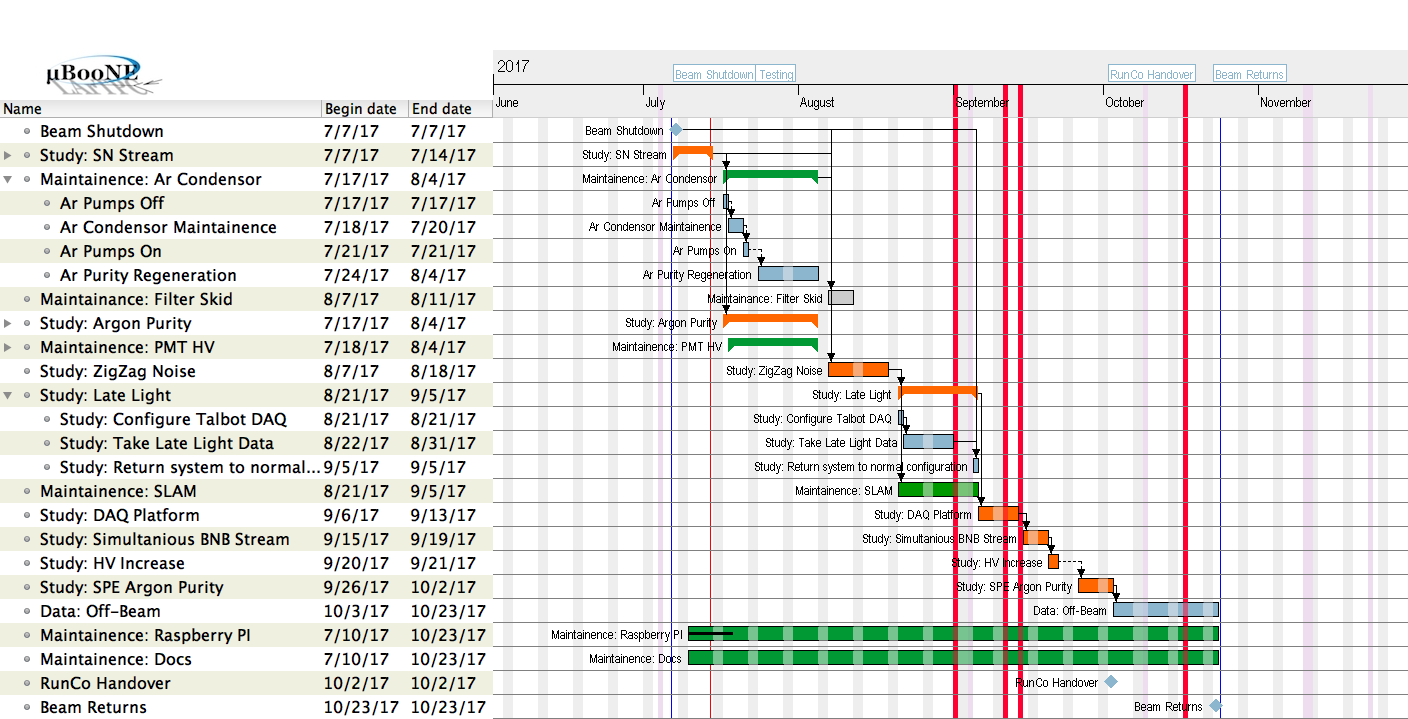 2017
Beam Shutdown Testing RunCo Handover Beam Returns
µBooNE
LArTPC
Name Begin date End date June July August September October November
Beam Shutdown 7/7/17 7/7/17 Beam Shutdown
Study: SN Stream 7/7/17 7/14/17 Study: SN Stream
Maintainence: Ar Condensor 7/17/17 8/4/17 Maintainence: Ar Condensor
Ar Pumps Off 7/17/17 7/17/17 Ar Pumps Off
Ar Condensor Maintainence 7/18/17 7/20/17 Ar Condensor Maintainence
Ar Pumps On 7/21/17 7/21/17 Ar Pumps On
Ar Purity Regeneration 7/24/17 8/4/17 Ar Purity Regeneration
Maintainance: Filter Skid 8/7/17 8/11/17 Maintainance: Filter Skid
Study: Argon Purity 7/17/17 8/4/17 Study: Argon Purity
Maintainence: PMT HV 7/18/17 8/4/17 Maintainence: PMT HV
Study: ZigZag Noise 8/7/17 8/18/17 Study: ZigZag Noise
Study: Late Light 8/21/17 9/5/17 Study: Late Light
Study: Configure Talbot DAQ 8/21/17 8/21/17 Study: Configure Talbot DAQ
Study: Take Late Light Data 8/22/17 8/31/17 Study: Take Late Light Data
Study: Return system to normal... 9/5/17 9/5/17 Study: Return system to normal configuration
Maintainence: SLAM 8/21/17 9/5/17 Maintainence: SLAM
Study: DAQ Platform 9/6/17 9/13/17 Study: DAQ Platform
Study: Simultanious BNB Stream 9/15/17 9/19/17 Study: Simultanious BNB Stream
Study: HV Increase 9/20/17 9/21/17 Study: HV Increase
Study: SPE Argon Purity 9/26/17 10/2/17 Study: SPE Argon Purity
Data: Off-Beam 10/3/17 10/23/17 Data: Off-Beam
Maintainence: Raspberry PI 7/10/17 10/23/17 Maintainence: Raspberry PI
Maintainence: Docs 7/10/17 10/23/17 Maintainence: Docs
RunCo Handover 10/2/17 10/2/17 RunCo Handover
Beam Returns 10/23/17 10/23/17 Beam Returns